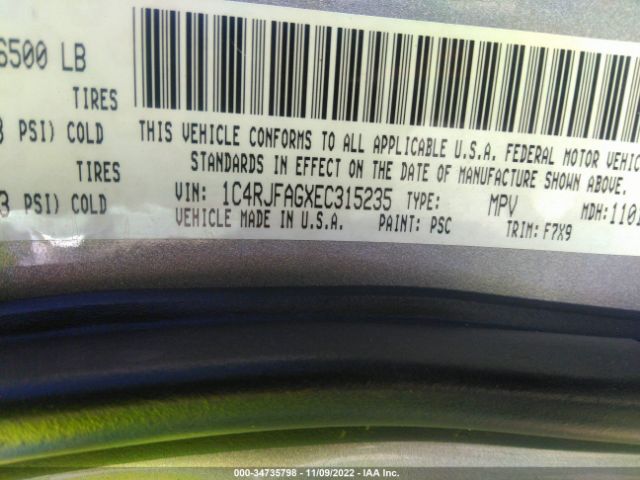 6500 LB
TIRES
PSI) COLD
TIRES
PSI) COLD
THIS VEHICLE CONFORMS TO ALL APPLICABLE U.S.A. FEDERAL MOTOR VEHIC
STANDARDS IN EFFECT ON THE DATE OF MANUFACTURE SHOWN ABOVE.
VIN: 1C4RJFAGXEC315235 TYPE: MPV MDH: 1101
VEHICLE MADE IN U.S.A. PAINT: PSC TRIM: F7X9
000-34735798 - 11/09/2022 - IAA Inc.